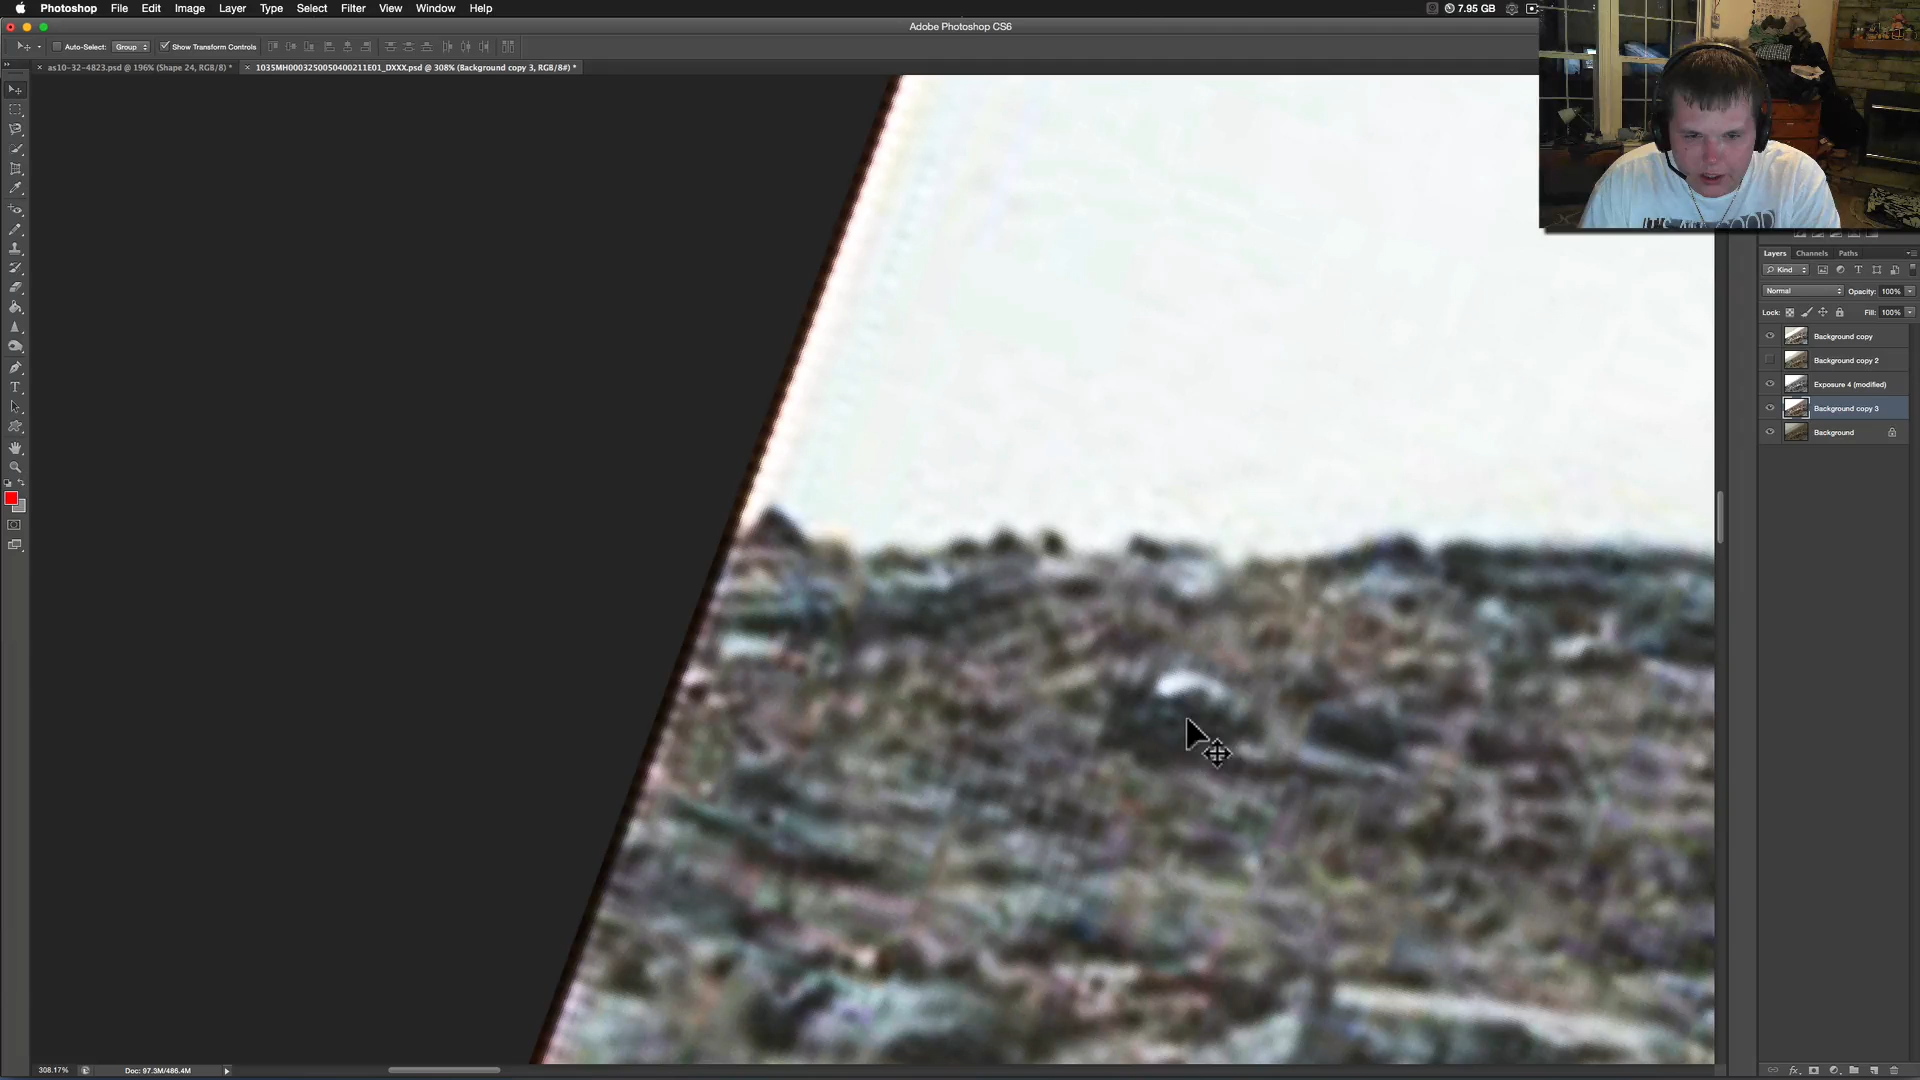 Photoshop File Edit Image Layer Type Select Filter View Window Help
7.95 GB
Adobe Photoshop CS6
Auto-Select: Group Show Transform Controls
as10-32-4823.psd @ 196% (Shape 24, RGB/8) *
1035MH0003250050400211E01_DXXX.psd @ 308% (Background copy 3, RGB/8#) *
Layers Channels Paths
Kind
Normal Opacity: 100%
Lock: Fill: 100%
Background copy
Background copy 2
Exposure 4 (modified)
Background copy 3
Background
308.17% Doc: 97.3M/486.4M